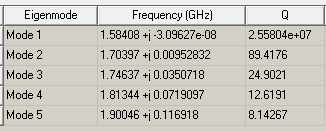 Eigenmode Frequency (GHz) Q
Mode 1 1.58408 +j -3.09627e-08 2.55804e+07
Mode 2 1.70397 +j 0.00952832 89.4176
Mode 3 1.74637 +j 0.0350718 24.9021
Mode 4 1.81344 +j 0.0719097 12.6191
Mode 5 1.90046 +j 0.116918 8.14267